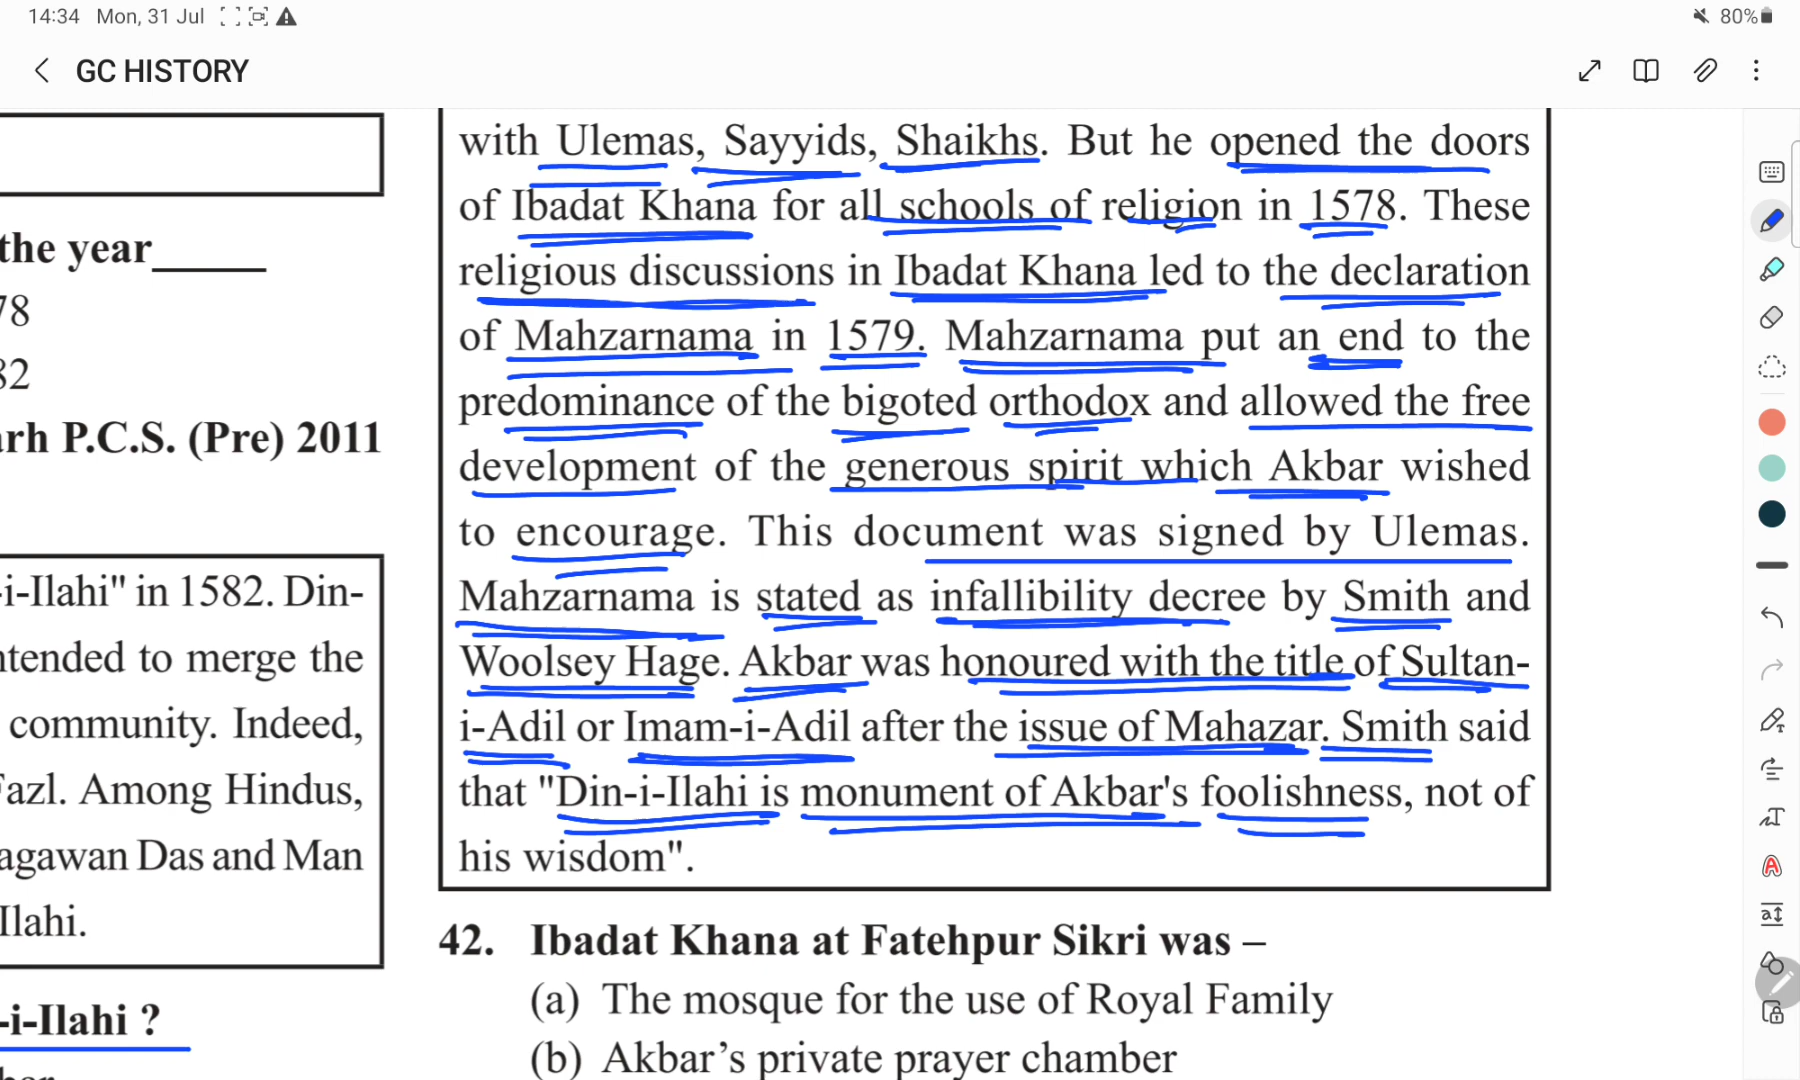 14:34 Mon, 31 Jul
80%
GC HISTORY
the year_____
78
82
arh P.C.S. (Pre) 2011
-i-Ilahi" in 1582. Din-
ntended to merge the
community. Indeed,
Fazl. Among Hindus,
agawan Das and Man
Ilahi.
-i-Ilahi ?
with Ulemas, Sayyids, Shaikhs. But he opened the doors
of Ibadat Khana for all schools of religion in 1578. These
religious discussions in Ibadat Khana led to the declaration
of Mahzarnama in 1579. Mahzarnama put an end to the
predominance of the bigoted orthodox and allowed the free
development of the generous spirit which Akbar wished
to encourage. This document was signed by Ulemas.
Mahzarnama is stated as infallibility decree by Smith and
Woolsey Hage. Akbar was honoured with the title of Sultan-
i-Adil or Imam-i-Adil after the issue of Mahazar. Smith said
that "Din-i-Ilahi is monument of Akbar's foolishness, not of
his wisdom".
42. Ibadat Khana at Fatehpur Sikri was –
(a) The mosque for the use of Royal Family
(b) Akbar’s private prayer chamber